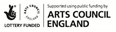 Supported using public funding by
ARTS COUNCIL
ENGLAND
LOTTERY FUNDED